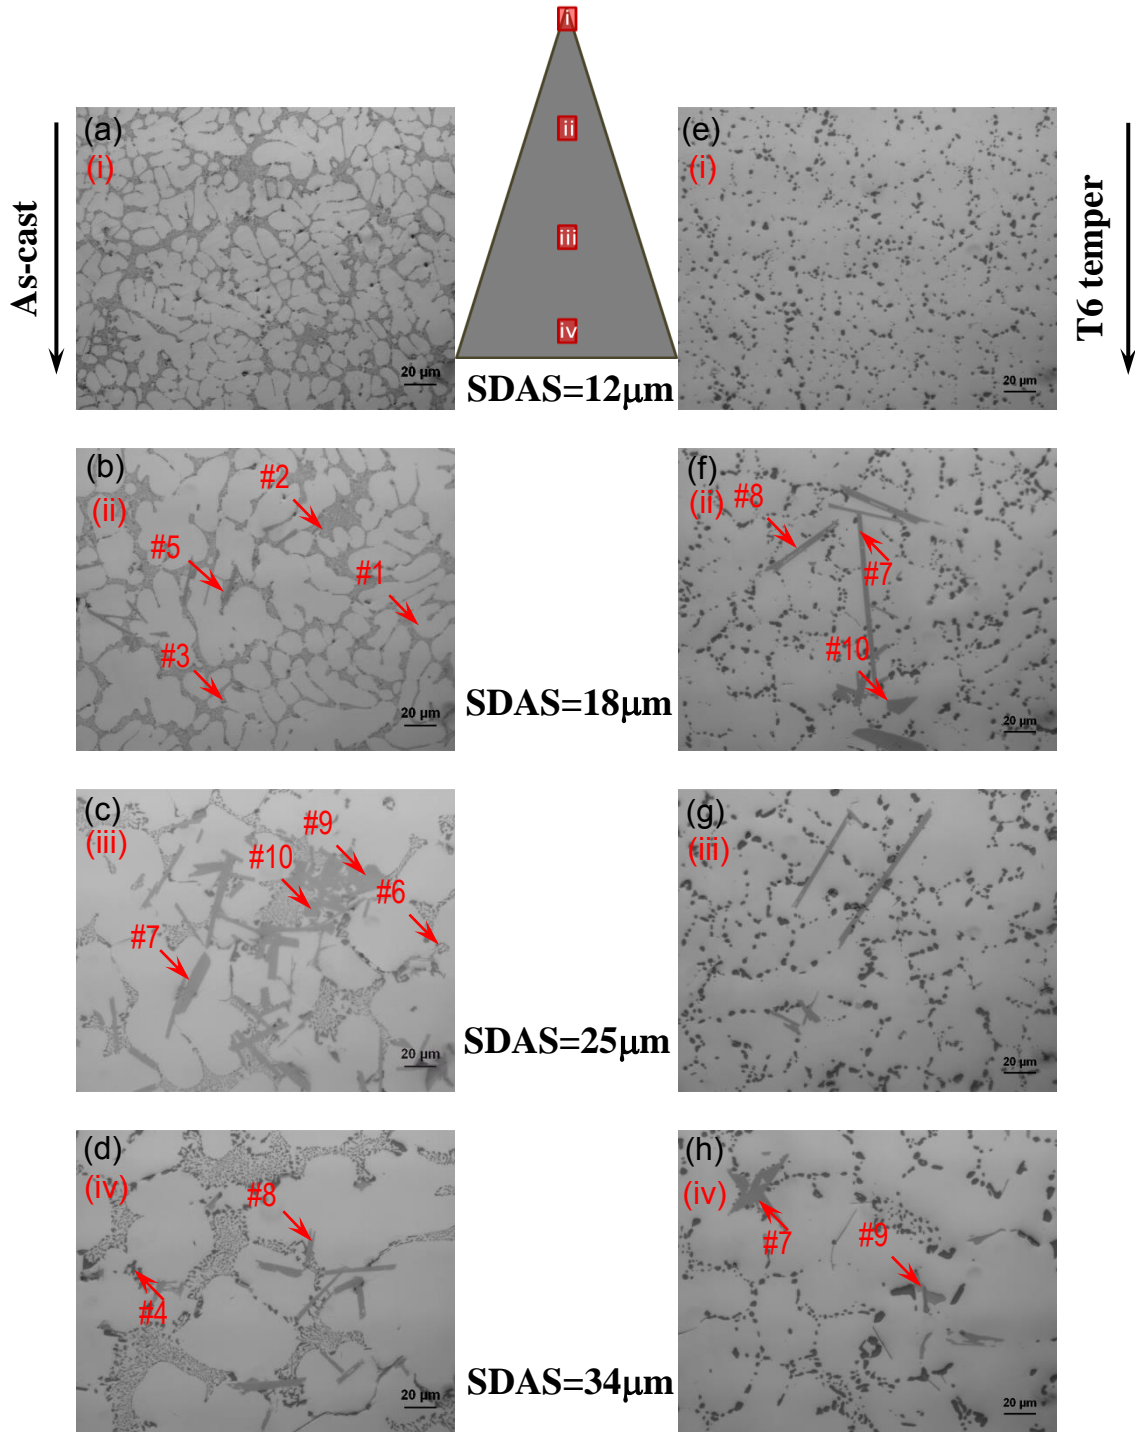 i
ii
iii
iv
As-cast
T6 temper
(a)
(i)
20 µm
SDAS=12µm
(e)
(i)
20 µm
(b)
(ii)
#2
#5
#1
#3
20 µm
SDAS=18µm
(f)
(ii)
#8
#7
#10
20 µm
(c)
(iii)
#9
#10
#6
#7
20 µm
SDAS=25µm
(g)
(iii)
20 µm
(d)
(iv)
#8
#4
20 µm
SDAS=34µm
(h)
(iv)
#7
#9
20 µm